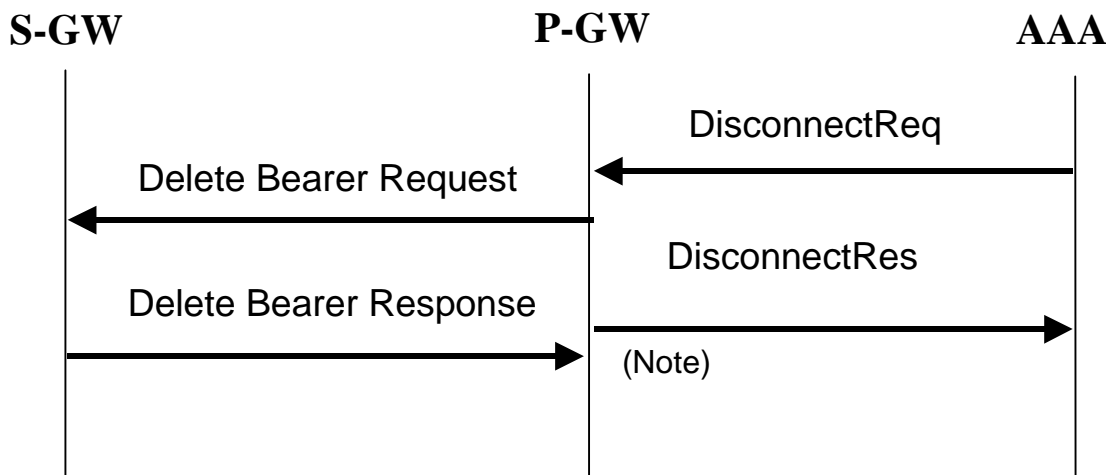 S-GW
P-GW
AAA
DisconnectReq
Delete Bearer Request
DisconnectRes
Delete Bearer Response
(Note)